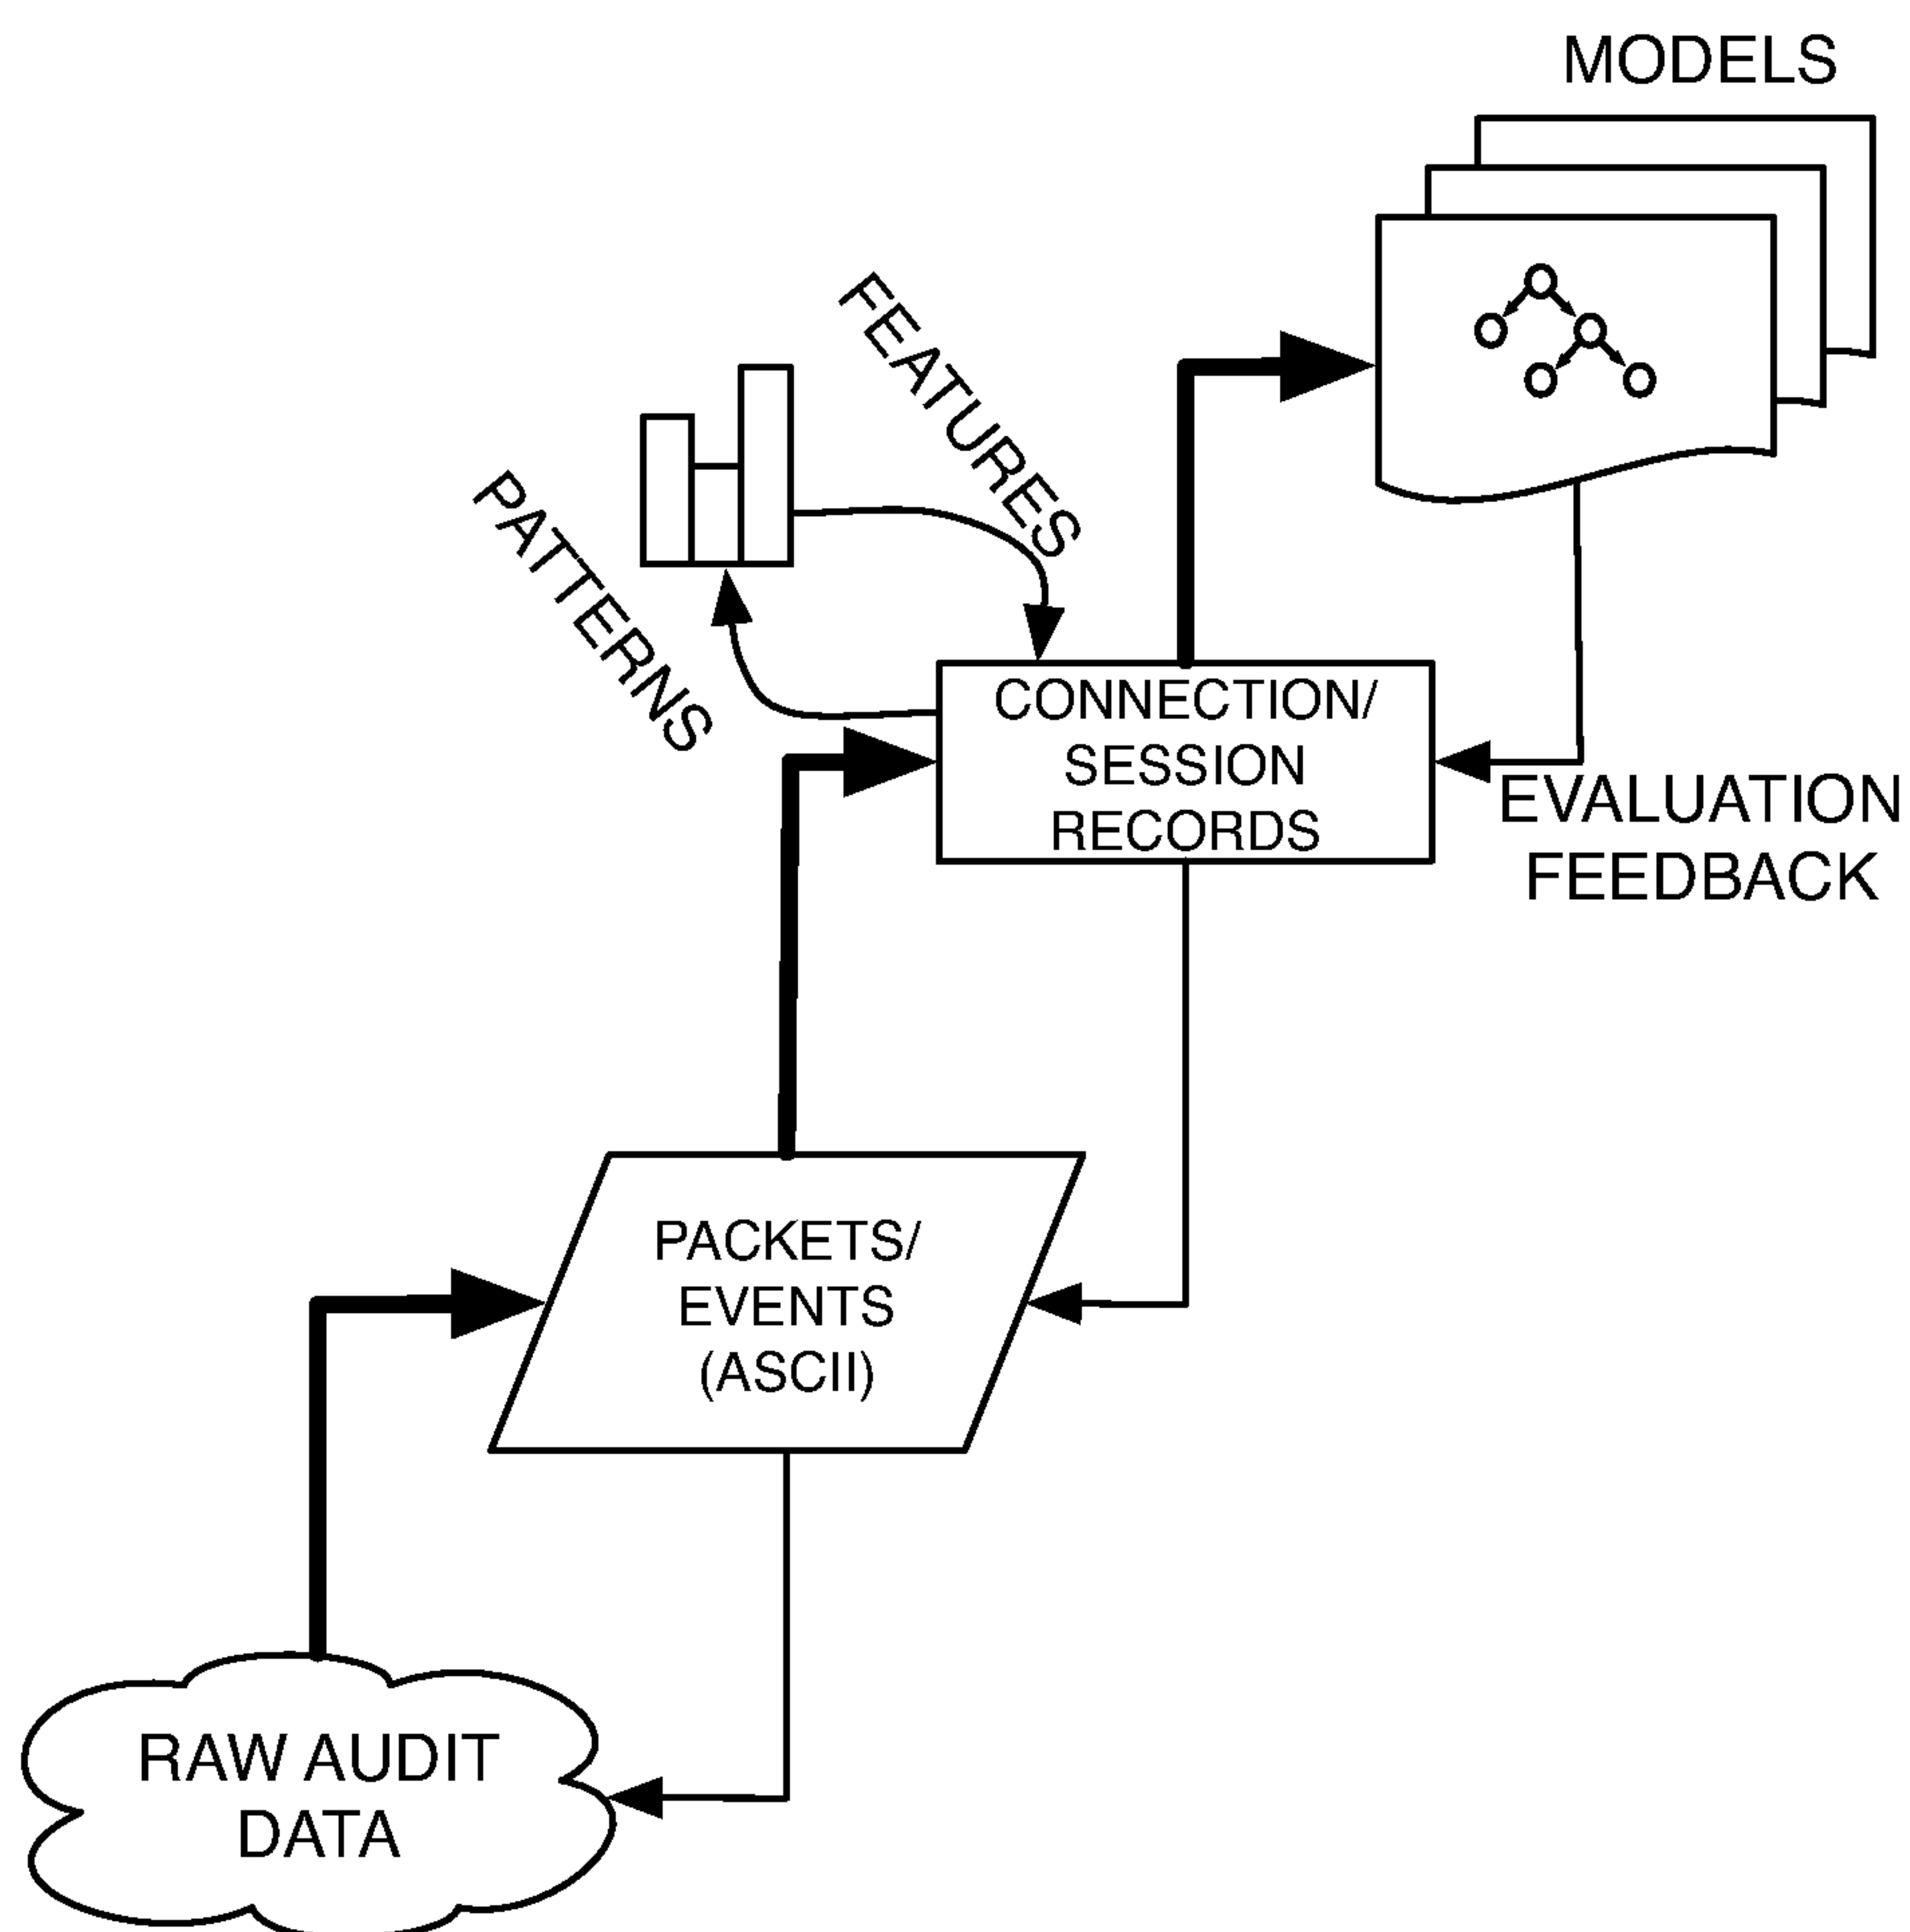 MODELS
FEATURES
PATTERNS
CONNECTION/
SESSION
RECORDS
EVALUATION
FEEDBACK
PACKETS/
EVENTS
(ASCII)
RAW AUDIT
DATA